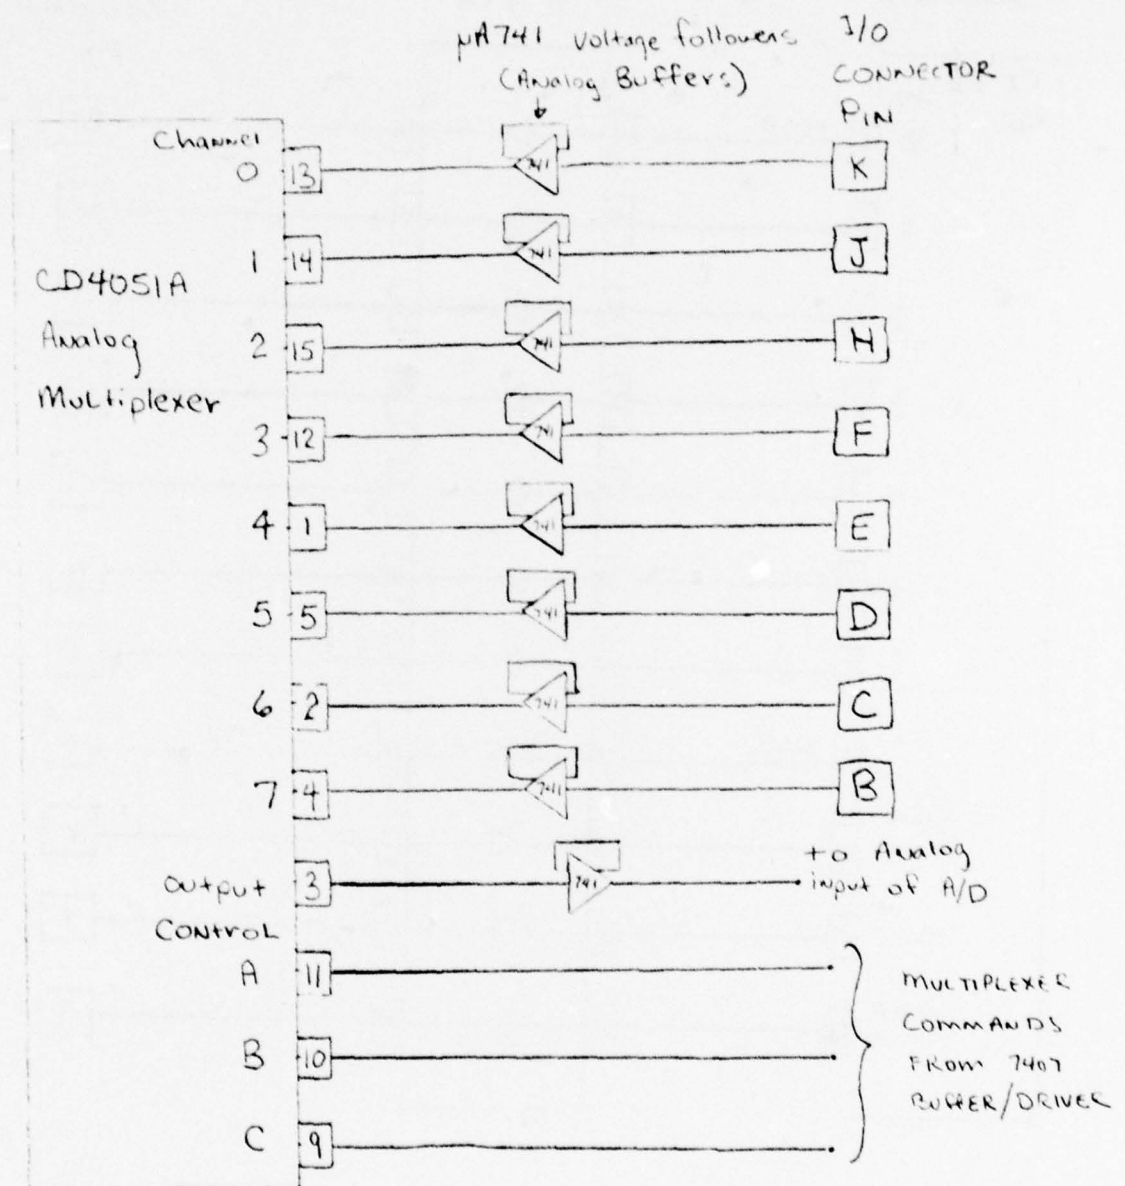 µA741 Voltage followers
(Analog Buffers)
I/O
CONNECTOR
PIN
Channel
0 13 741 K
1 14 741 J
CD4051A
Analog
Multiplexer
2 15 741 H
3 12 741 F
4 1 741 E
5 5 741 D
6 2 741 C
7 4 741 B
output 3 741 to Analog
input of A/D
CONTROL
A 11
B 10
C 9
MULTIPLEXER
COMMANDS
FROM 7407
BUFFER/DRIVER